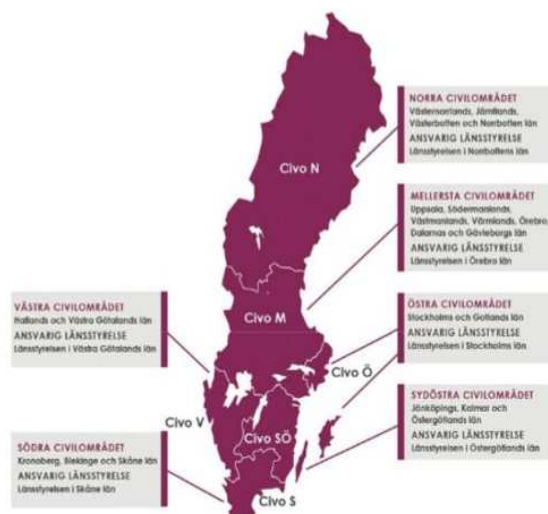 NORRA CIVILOMRÅDET
Västernorrlands, Jämtlands,
Västerbotten och Norrbotten län
ANSVARIG LÄNSSTYRELSE
Länsstyrelsen i Norrbottens län
Civo N
MELLERSTA CIVILOMRÅDET
Uppsala, Södermanlands,
Västmanlands, Värmlands, Örebro,
Dalarnas och Gävleborgs län
ANSVARIG LÄNSSTYRELSE
Länsstyrelsen i Örebro län
VÄSTRA CIVILOMRÅDET
Hallands och Västra Götalands län
ANSVARIG LÄNSSTYRELSE
Länsstyrelsen i Västra Götalands län
Civo M
ÖSTRA CIVILOMRÅDET
Stockholms och Gotlands län
ANSVARIG LÄNSSTYRELSE
Länsstyrelsen i Stockholms län
Civo Ö
Civo V
Civo SÖ
SYDÖSTRA CIVILOMRÅDET
Jönköpings, Kalmar och
Östergötlands län
ANSVARIG LÄNSSTYRELSE
Länsstyrelsen i Östergötlands län
SÖDRA CIVILOMRÅDET
Kronoberg, Blekinge och Skåne län
ANSVARIG LÄNSSTYRELSE
Länsstyrelsen i Skåne län
Civo S